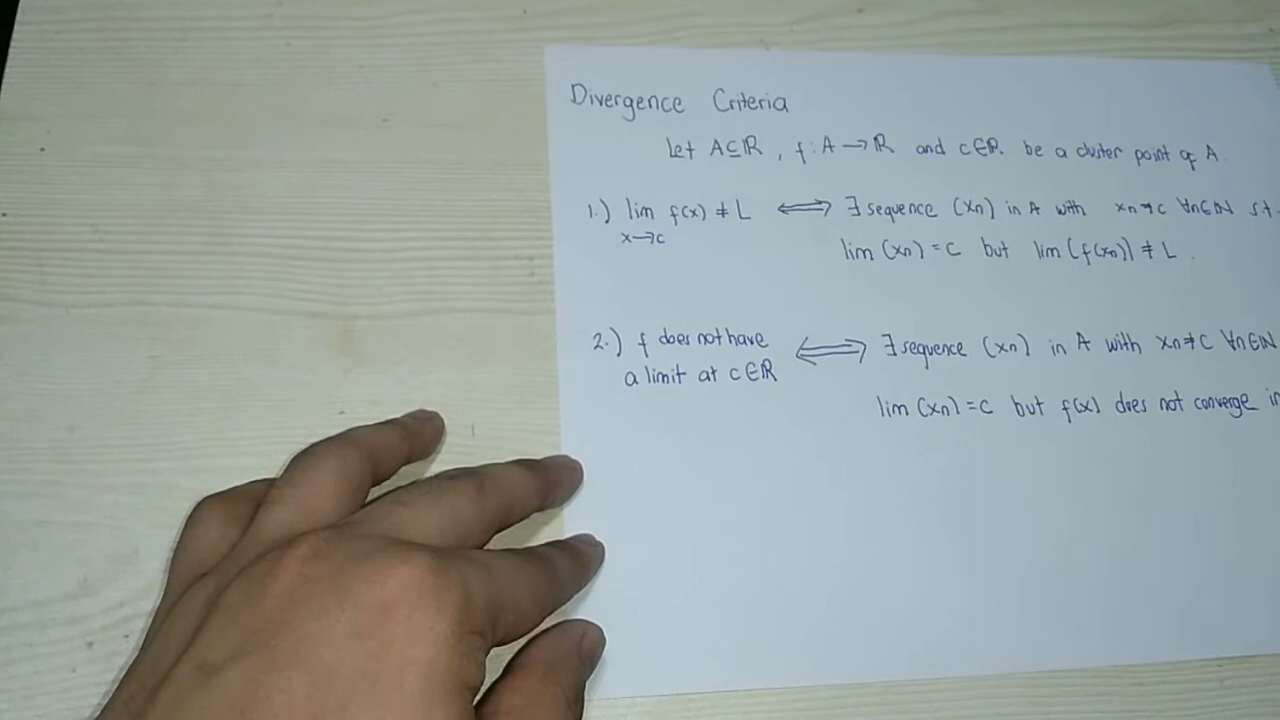 Divergence Criteria
Let A⊆ℝ, f: A→ℝ and c∈ℝ. be a cluster point of A.
1.) lim f(x) ≠ L ⟺ ∃ sequence (xn) in A with xn≠c ∀n∈ℕ s.t.
x→c
lim (xn) = c but lim (f(xn)) ≠ L.
2.) f does not have ⟺ ∃ sequence (xn) in A with xn≠c ∀n∈ℕ
a limit at c∈ℝ
lim (xn) = c but f(x) does not converge in